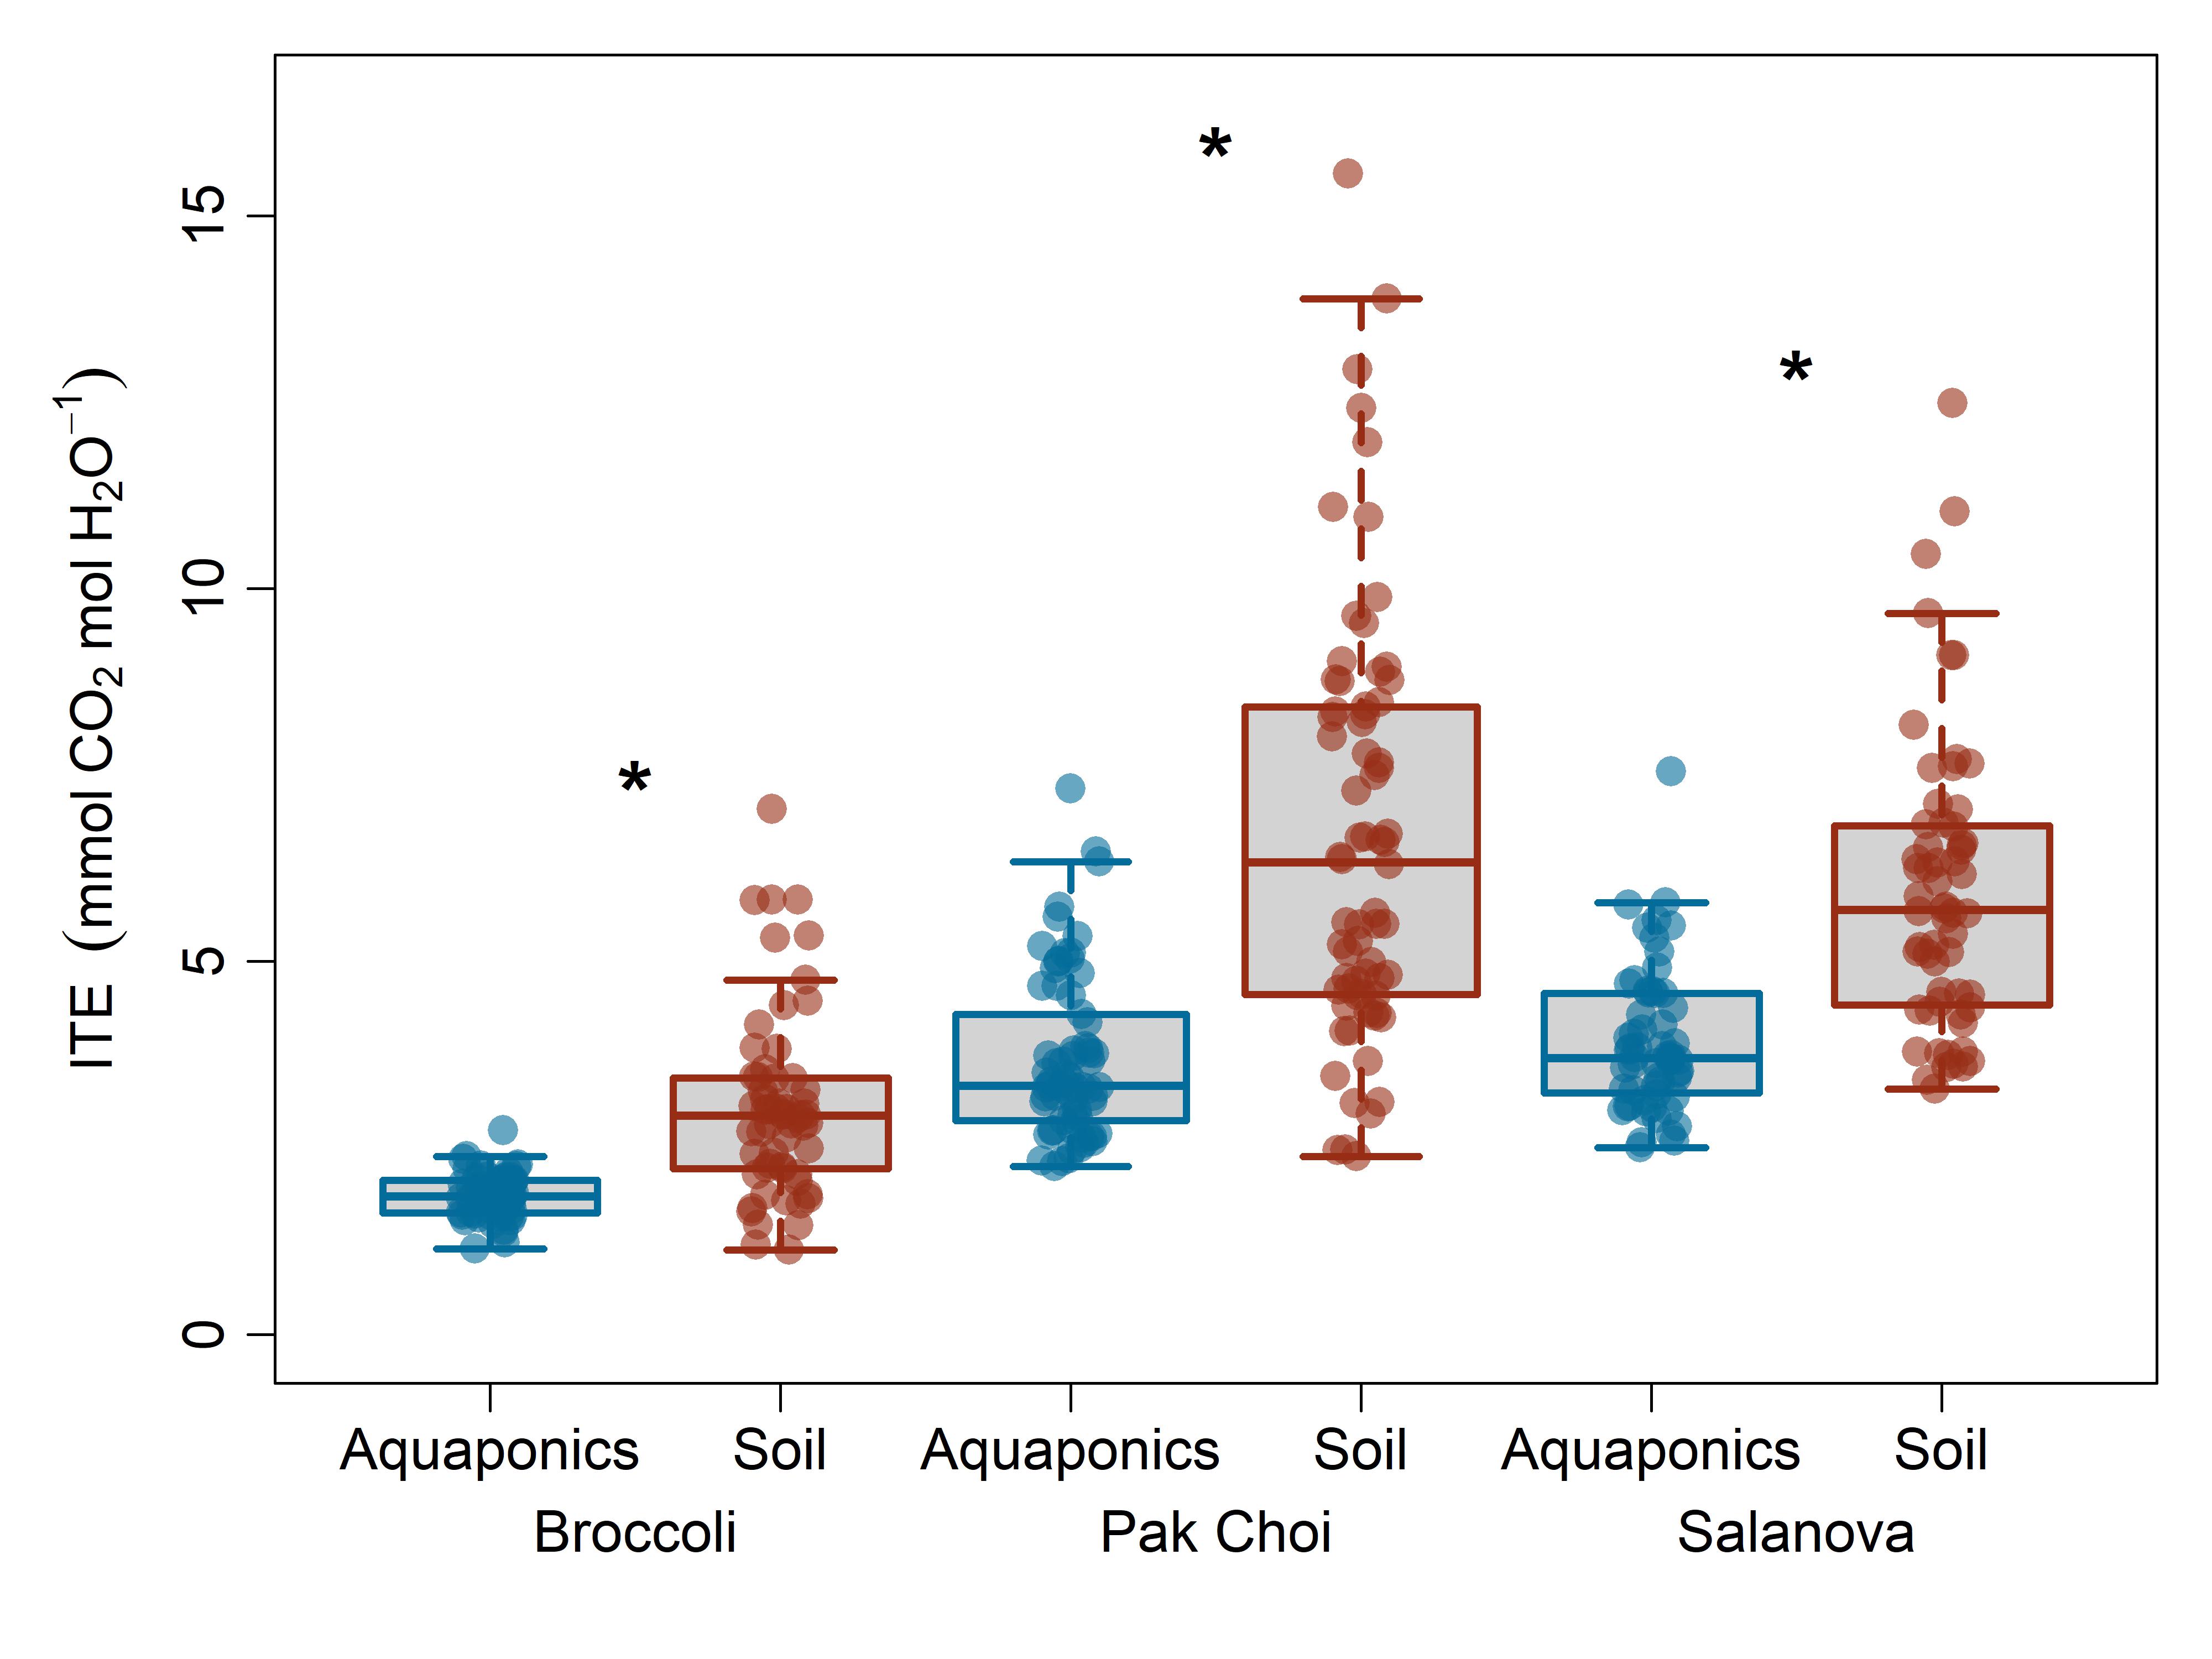 *
*
*
ITE (mmol CO₂ mol H₂O⁻¹)
15
10
5
0
Aquaponics Soil Aquaponics Soil Aquaponics Soil
Broccoli Pak Choi Salanova